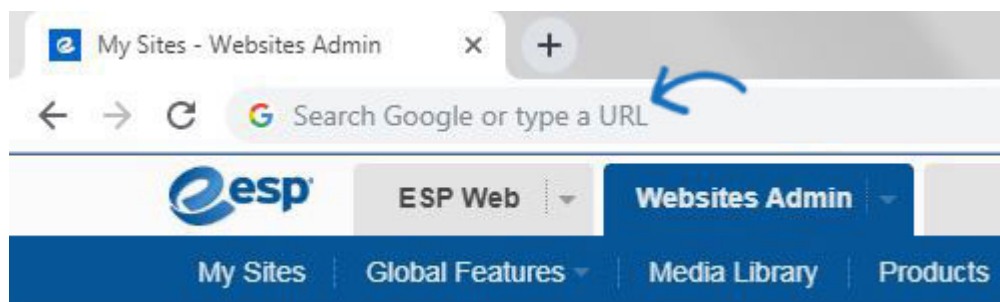 My Sites - Websites Admin
Search Google or type a URL
esp ESP Web Websites Admin
My Sites Global Features Media Library Products